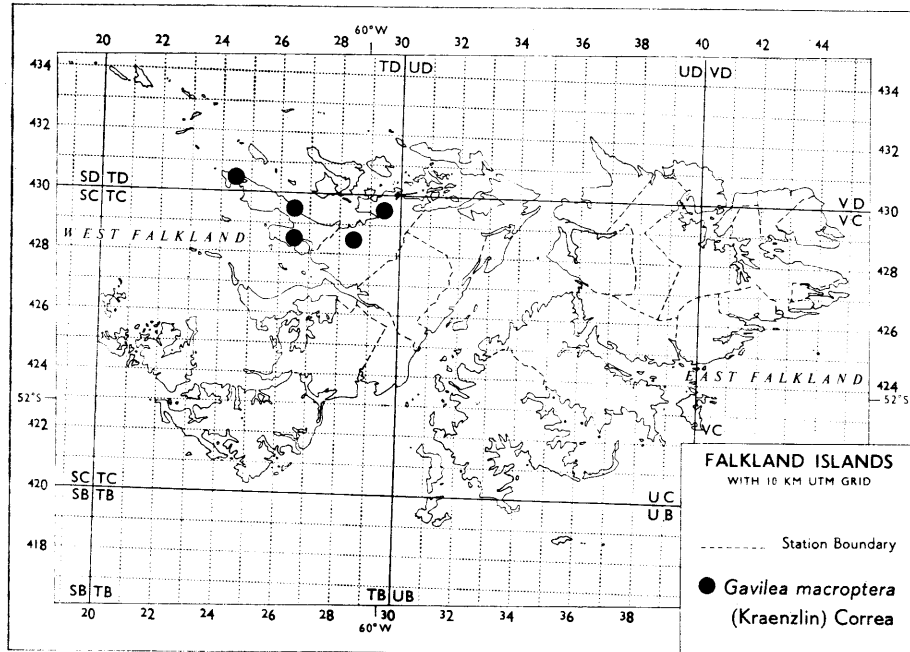 60°W
20 22 24 26 28 30 32 34 36 38 40 42 44
434 TD UD UD VD 434
432 432
430 SD TD VD 430
SC TC VC
428 WEST FALKLAND 428
426 426
424 EAST FALKLAND 424
52°S 52°S
422 VC
FALKLAND ISLANDS
WITH 10 KM UTM GRID
420 SC TC UC
SB TB UB
Station Boundary
418
Gavilea macroptera
SB TB TB UB
(Kraenzlin) Correa
20 22 24 26 28 30 32 34 36 38
60°W